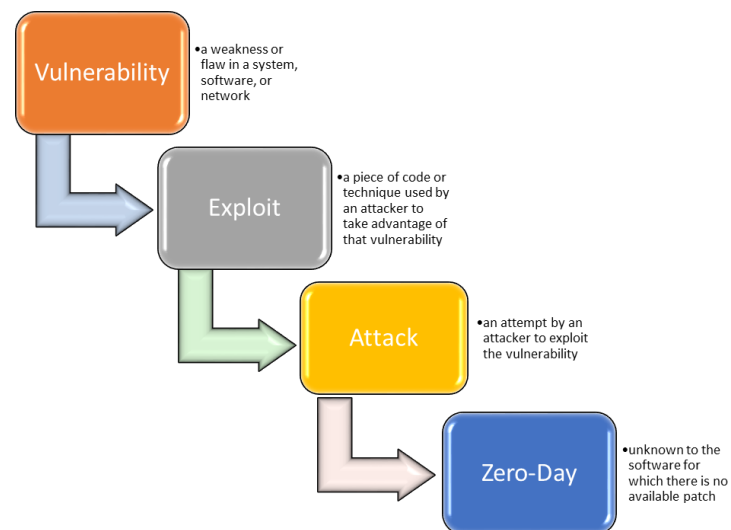 Vulnerability
•a weakness or
flaw in a system,
software, or
network
Exploit
•a piece of code or
technique used by
an attacker to
take advantage of
that vulnerability
Attack
•an attempt by an
attacker to exploit
the vulnerability
Zero-Day
•unknown to the
software for
which there is no
available patch